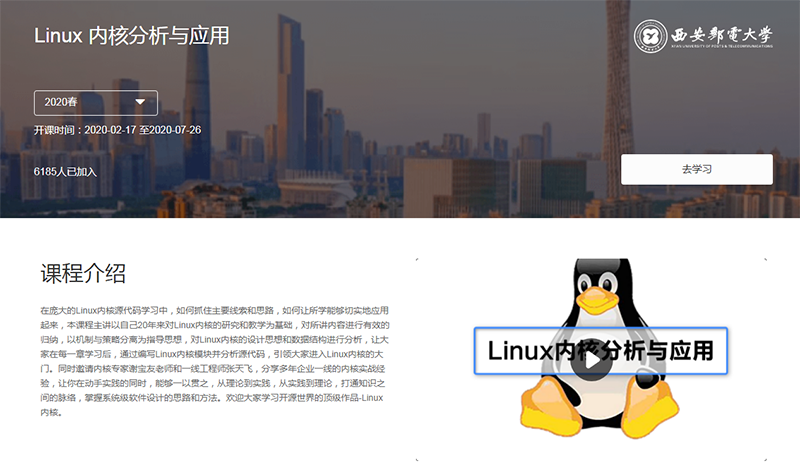 Linux 内核分析与应用
西安郵電大学
XI'AN UNIVERSITY OF POSTS & TELECOMMUNICATIONS
2020春
开课时间：2020-02-17 至2020-07-26
6185人已加入
去学习
课程介绍
在庞大的Linux内核源代码学习中，如何抓住主要线索和思路，如何让所学能够切实地应用
起来，本课程主讲以自己20年来对Linux内核的研究和教学为基础，对所讲内容进行有效的
归纳，以机制与策略分离为指导思想，对Linux内核的设计思想和数据结构进行分析，让大
家在每一章学习后，通过编写Linux内核模块并分析源代码，引领大家进入Linux内核的大
门。同时邀请内核专家谢宝友老师和一线工程师张天飞，分享多年企业一线的内核实战经
验，让你在动手实践的同时，能够一以贯之，从理论到实践，从实践到理论，打通知识之
间的脉络，掌握系统级软件设计的思路和方法。欢迎大家学习开源世界的顶级作品-Linux
内核。
Linux内核分析与应用